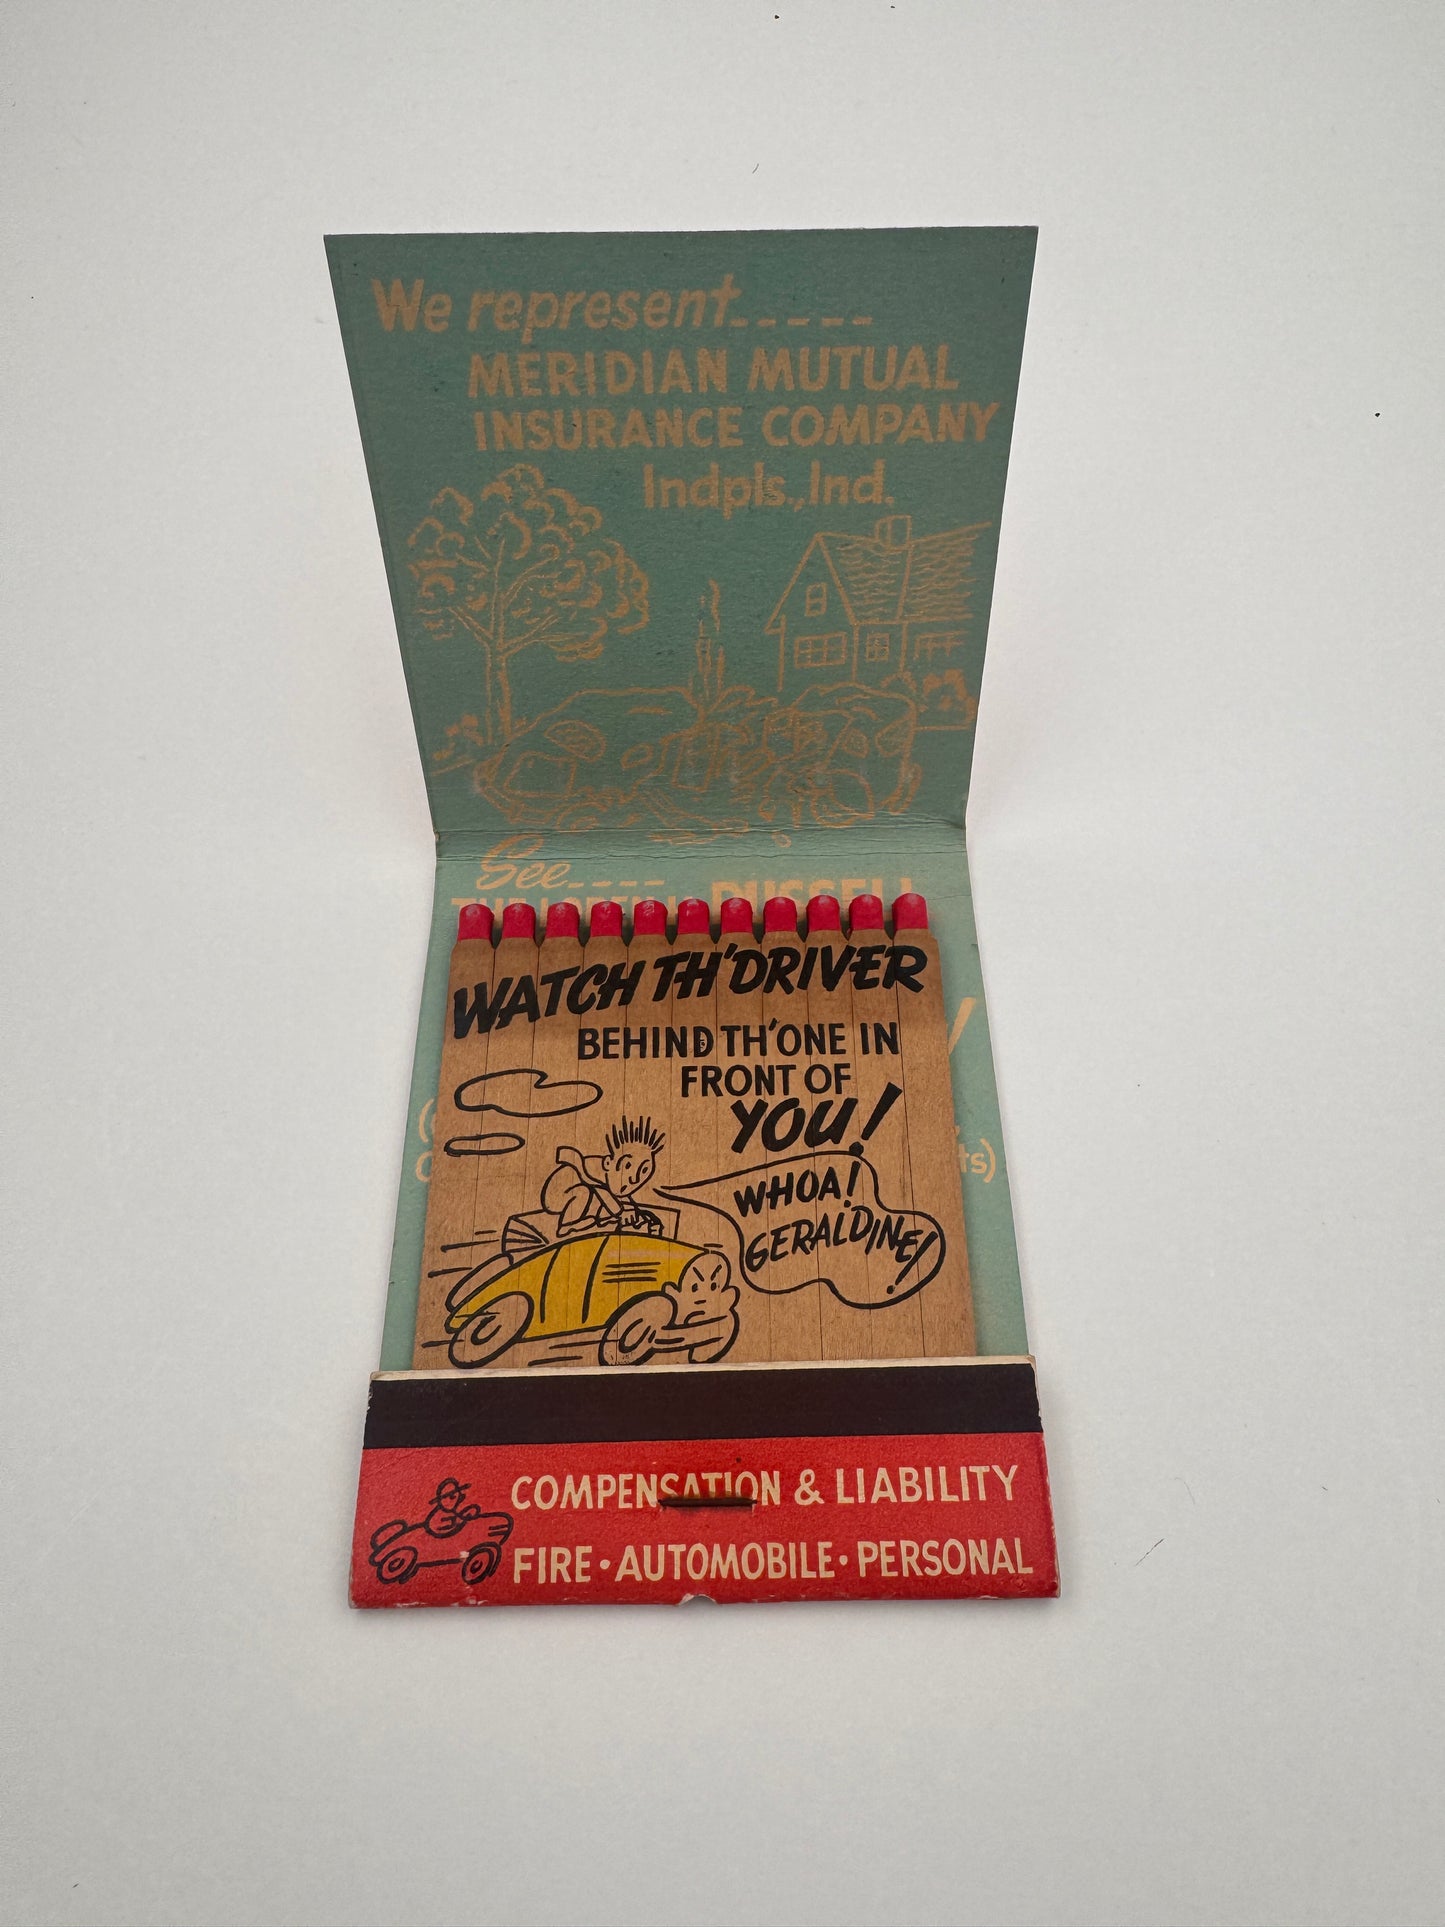 We represent-----
MERIDIAN MUTUAL
INSURANCE COMPANY
Indpls., Ind.
See----
RUSSELL
WATCH TH'DRIVER
BEHIND TH'ONE IN
FRONT OF
YOU!
WHOA!
GERALDINE!
COMPENSATION & LIABILITY
FIRE • AUTOMOBILE • PERSONAL